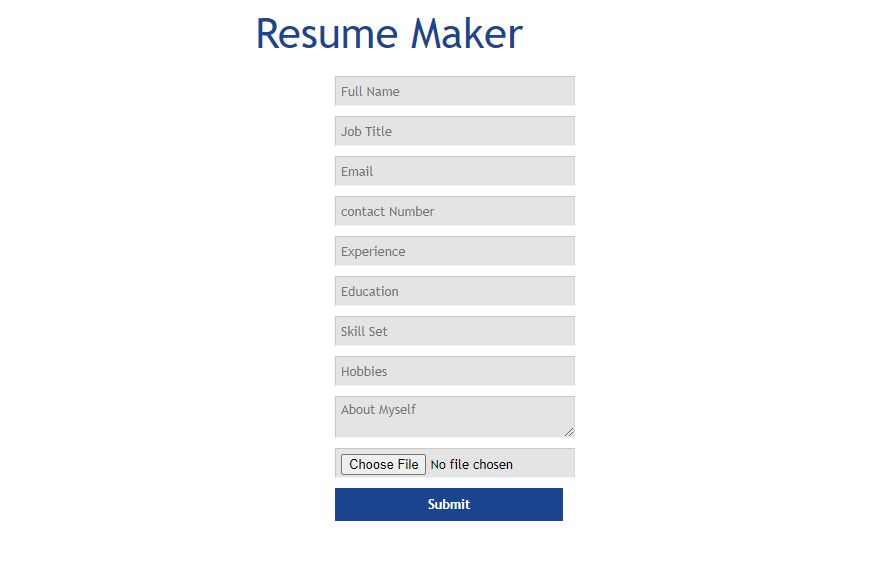 Resume Maker
Full Name
Job Title
Email
contact Number
Experience
Education
Skill Set
Hobbies
About Myself
Choose File No file chosen
Submit